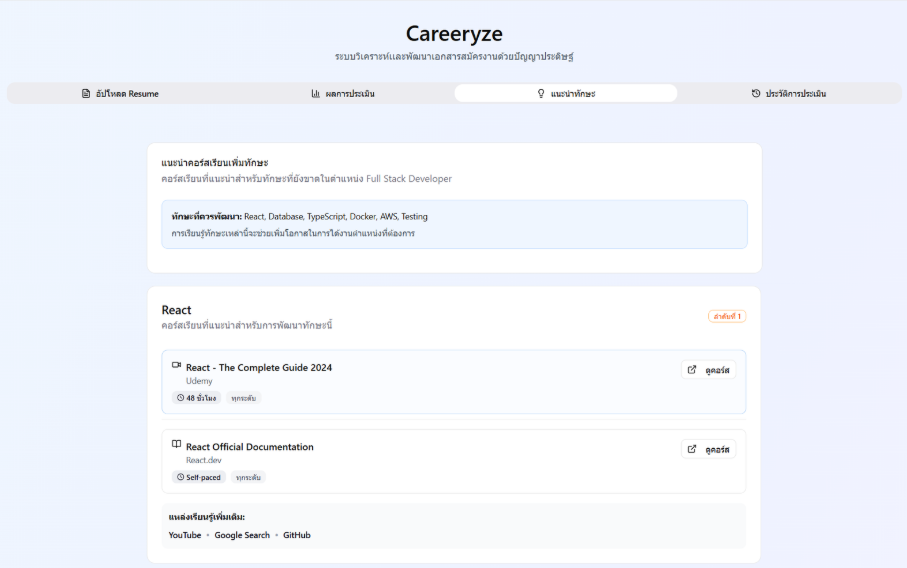 Careeryze
ระบบวิเคราะห์และพัฒนาเอกสารสมัครงานด้วยปัญญาประดิษฐ์
อัปโหลด Resume
ผลการประเมิน
แนะนำทักษะ
ประวัติการประเมิน
แนะนำคอร์สเรียนเพิ่มทักษะ
คอร์สเรียนที่แนะนำสำหรับทักษะที่ยังขาดในตำแหน่ง Full Stack Developer
ทักษะที่ควรพัฒนา: React, Database, TypeScript, Docker, AWS, Testing
การเรียนรู้ทักษะเหล่านี้จะช่วยเพิ่มโอกาสในการได้งานตำแหน่งที่ต้องการ
React
คอร์สเรียนที่แนะนำสำหรับการพัฒนาทักษะนี้
ลำดับที่ 1
React - The Complete Guide 2024
Udemy
48 ชั่วโมง
ทุกระดับ
ดูคอร์ส
React Official Documentation
React.dev
Self-paced
ทุกระดับ
ดูคอร์ส
แหล่งเรียนรู้เพิ่มเติม:
YouTube • Google Search • GitHub